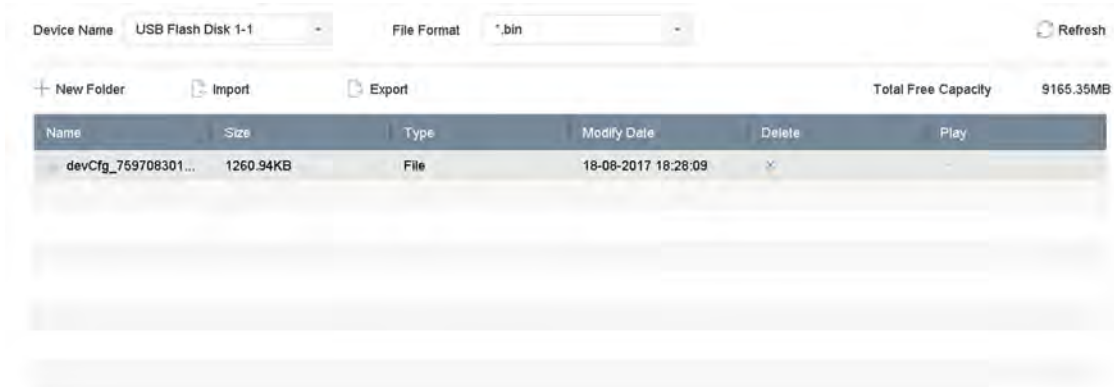 Device Name USB Flash Disk 1-1 File Format *.bin Refresh
New Folder Import Export Total Free Capacity 9165.35MB
Name Size Type Modify Date Delete Play
devCfg_759708301... 1260.94KB File 18-08-2017 18:28:09